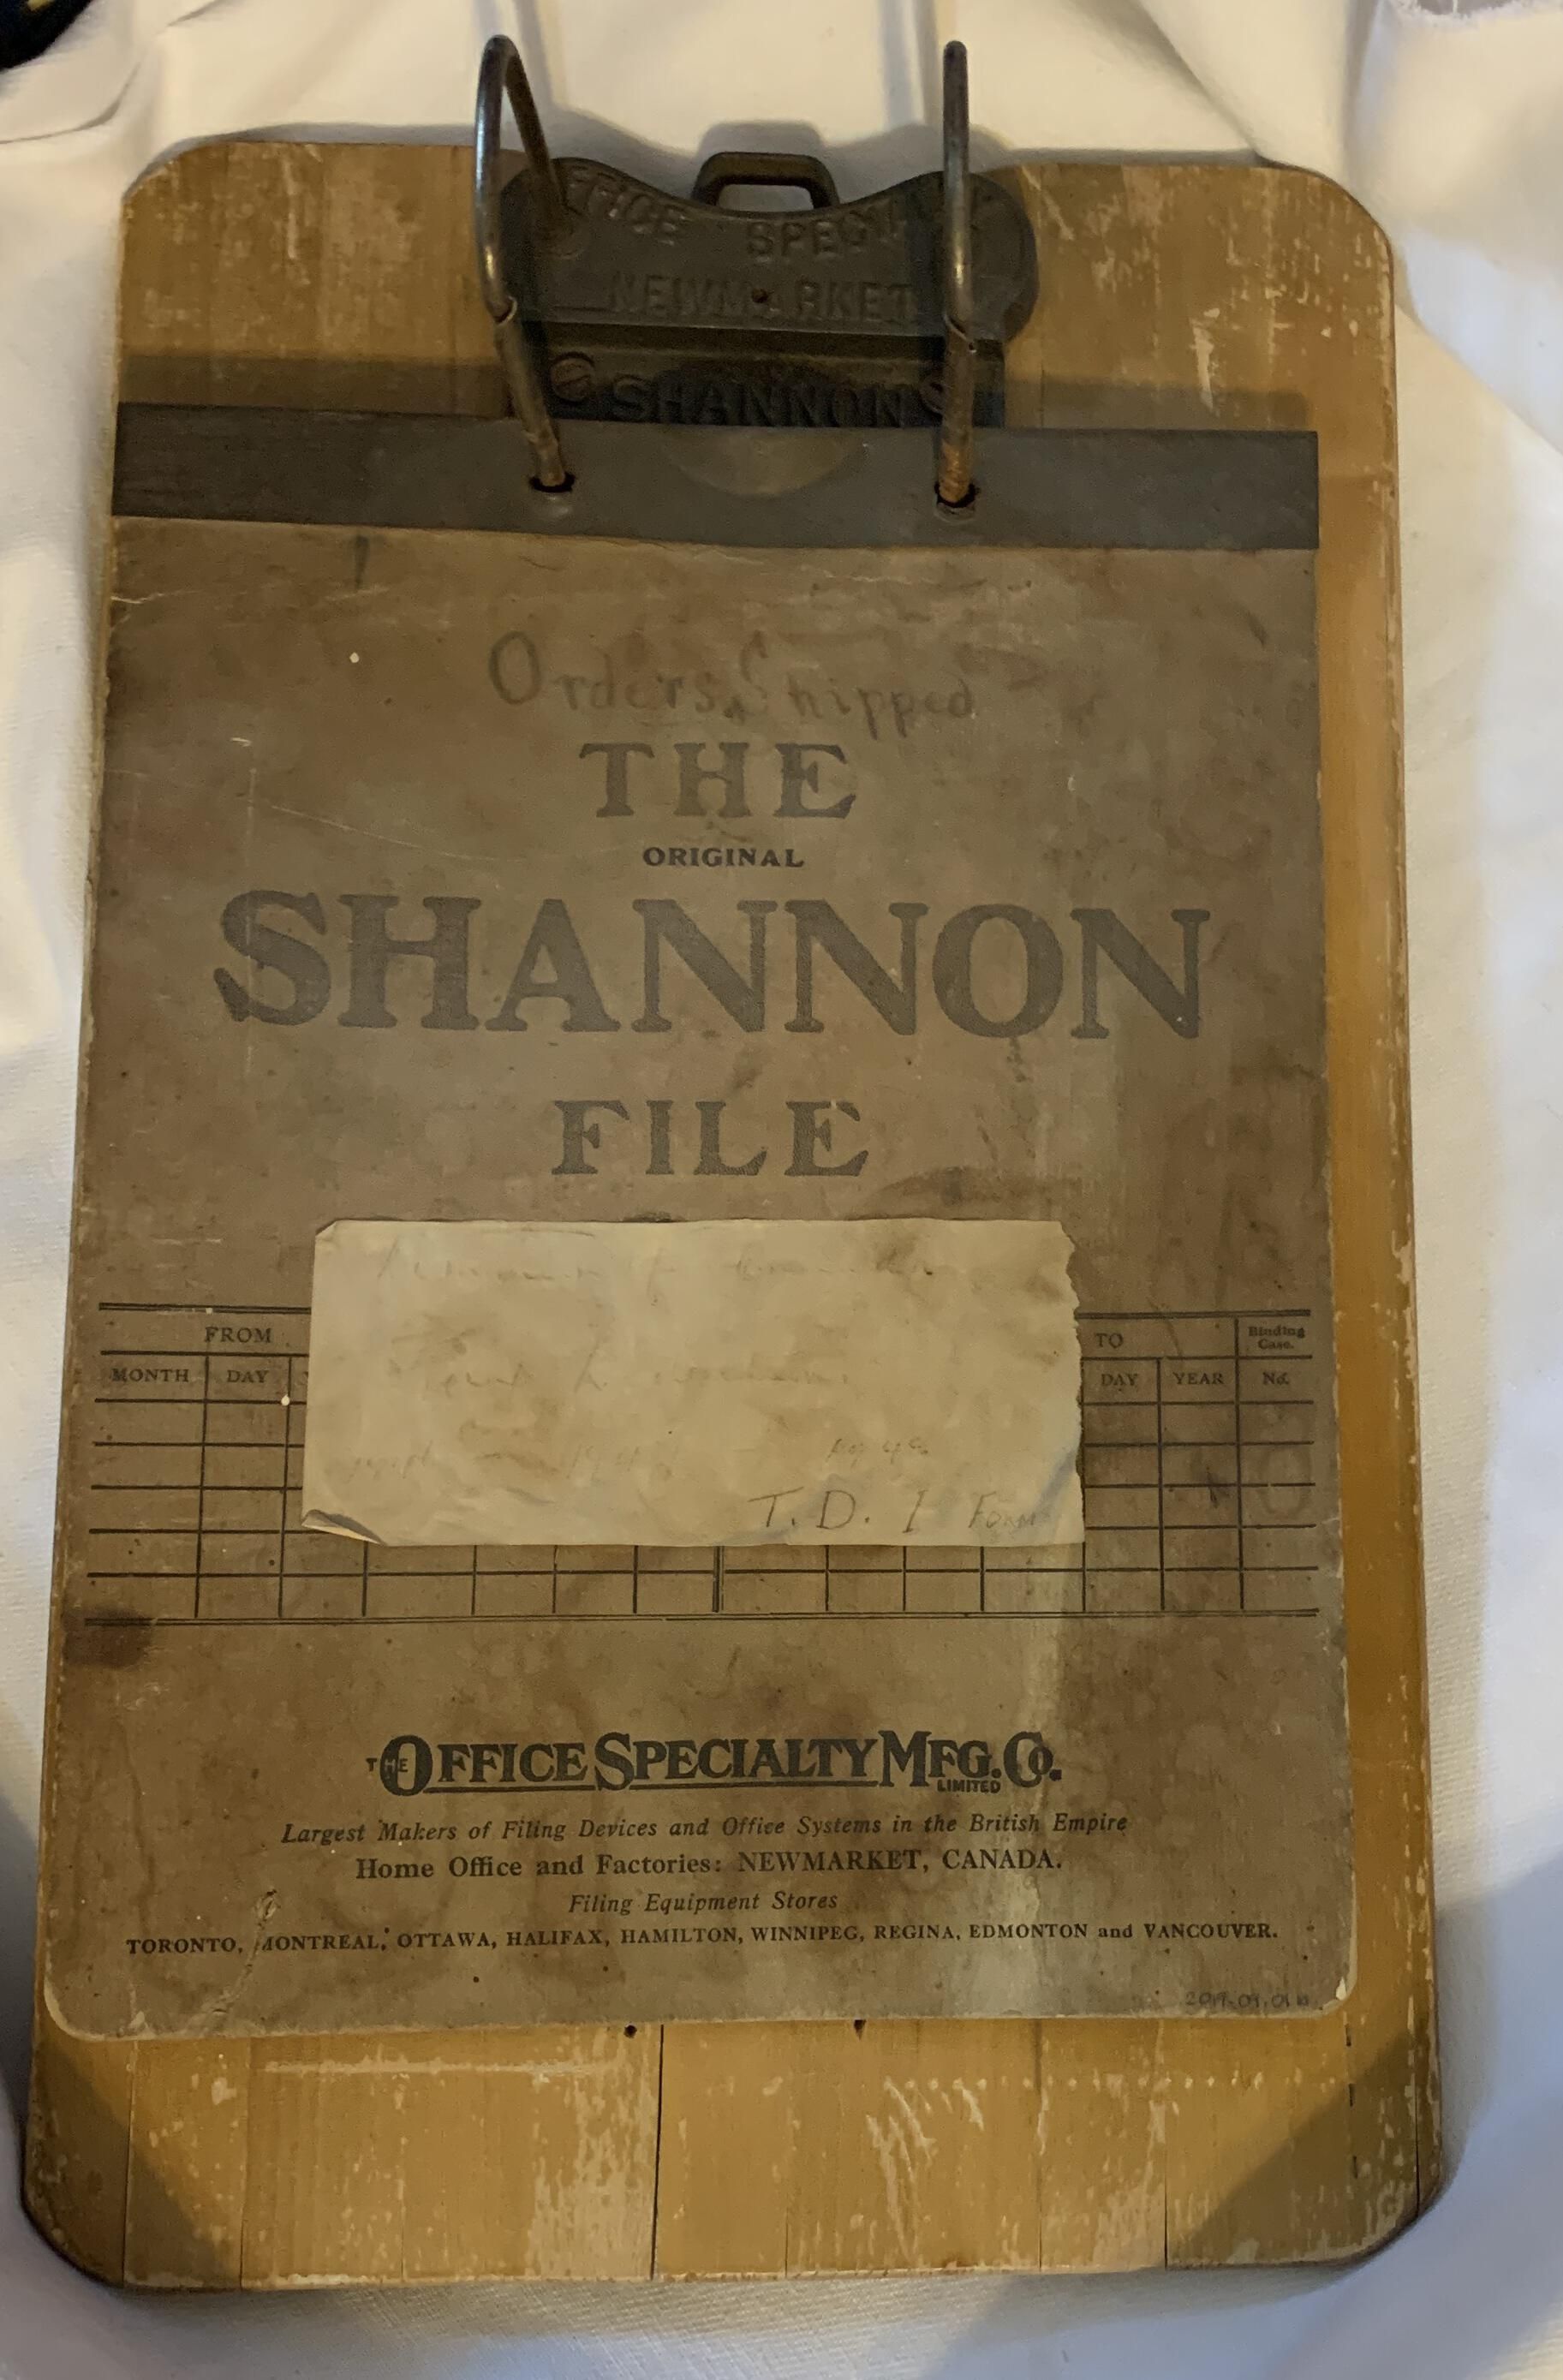 SPECI
NEWMARKET
SHANNON
Orders Shipped
THE
ORIGINAL
SHANNON
FILE
FROM TO Binding Case.
MONTH DAY DAY YEAR No.
T.D. 1 Form
THE OFFICE SPECIALTY MFG. CO. LIMITED
Largest Makers of Filing Devices and Office Systems in the British Empire
Home Office and Factories: NEWMARKET, CANADA.
Filing Equipment Stores
TORONTO, MONTREAL, OTTAWA, HALIFAX, HAMILTON, WINNIPEG, REGINA, EDMONTON and VANCOUVER.